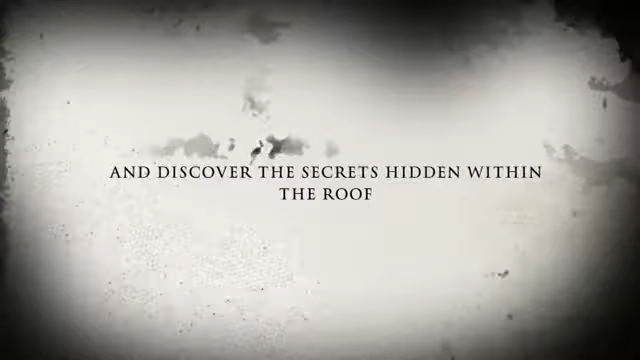 AND DISCOVER THE SECRETS HIDDEN WITHIN
THE ROOF